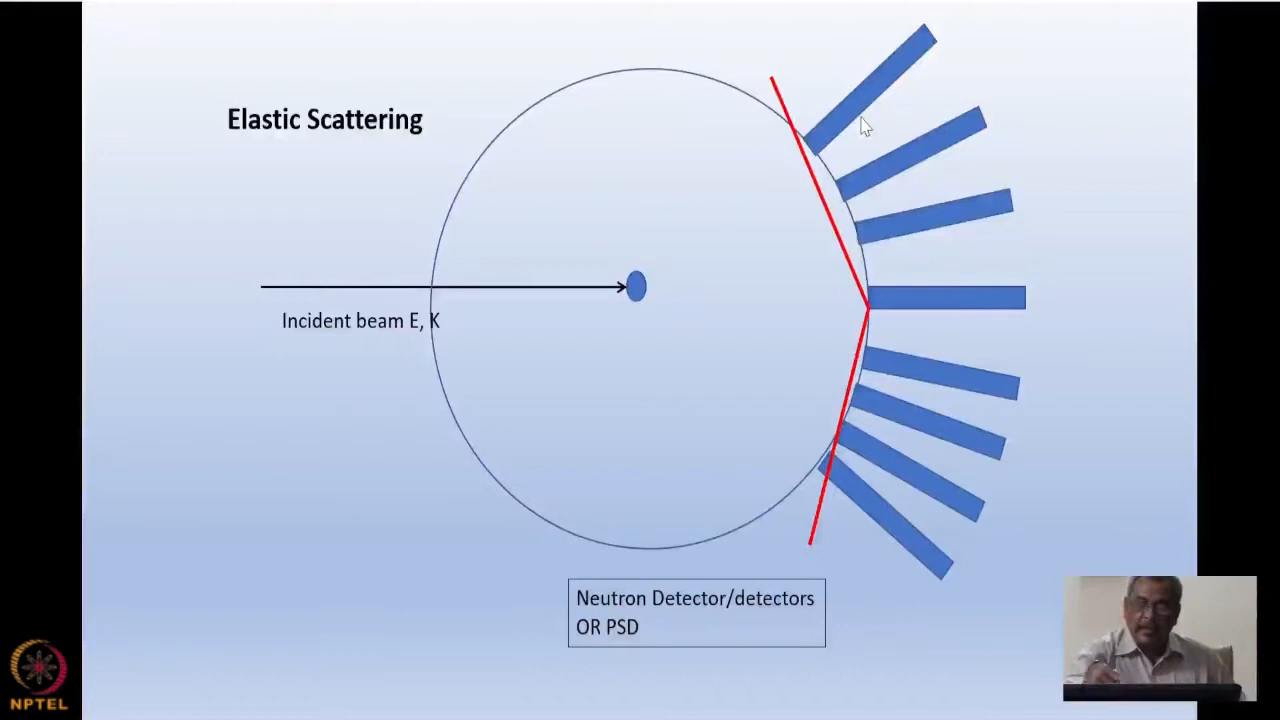 Elastic Scattering
Incident beam E, K
Neutron Detector/detectors
OR PSD
NPTEL